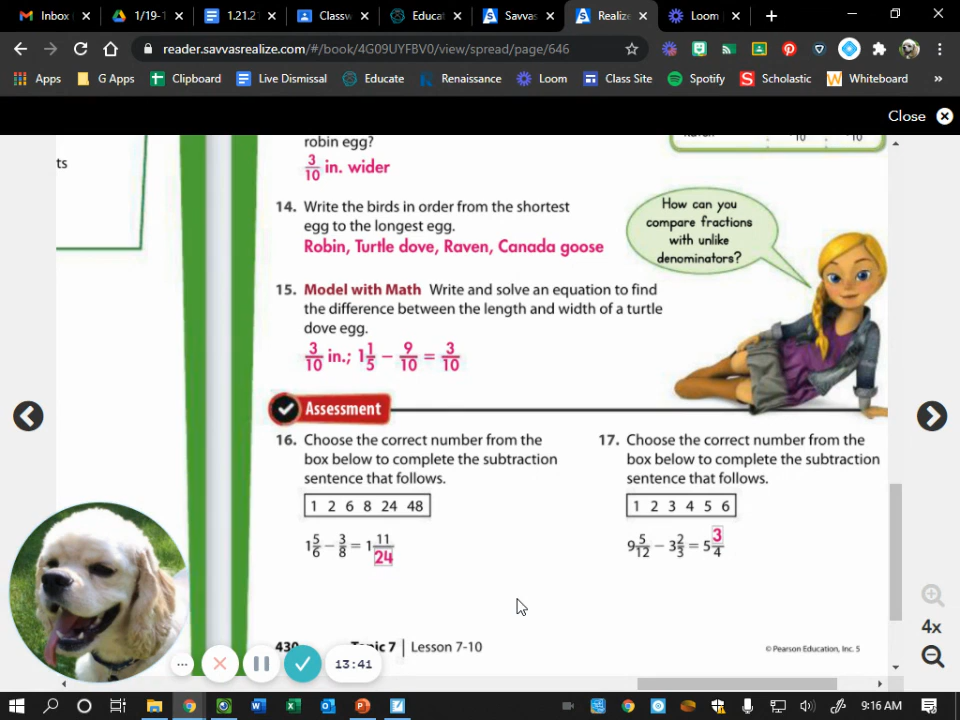 Inbox
1/19-1
1.21.2
Classw
Educat
Savvas
Realize
Loom
reader.savvasrealize.com/#/book/4G09UYFBV0/view/spread/page/646
Apps G Apps Clipboard Live Dismissal Educate Renaissance Loom Class Site Spotify Scholastic Whiteboard »
Close
ts
robin egg?
3/10 in. wider
14. Write the birds in order from the shortest
egg to the longest egg.
Robin, Turtle dove, Raven, Canada goose
How can you
compare fractions
with unlike
denominators?
15. Model with Math Write and solve an equation to find
the difference between the length and width of a turtle
dove egg.
3/10 in.; 1 1/5 − 9/10 = 3/10
Assessment
16. Choose the correct number from the
box below to complete the subtraction
sentence that follows.
1 2 6 8 24 48
1 5/6 − 3/8 = 1 11/24
17. Choose the correct number from the
box below to complete the subtraction
sentence that follows.
1 2 3 4 5 6
9 5/12 − 3 2/3 = 5 3/4
430 Topic 7 | Lesson 7-10
© Pearson Education, Inc. 5
4x
13:41
9:16 AM